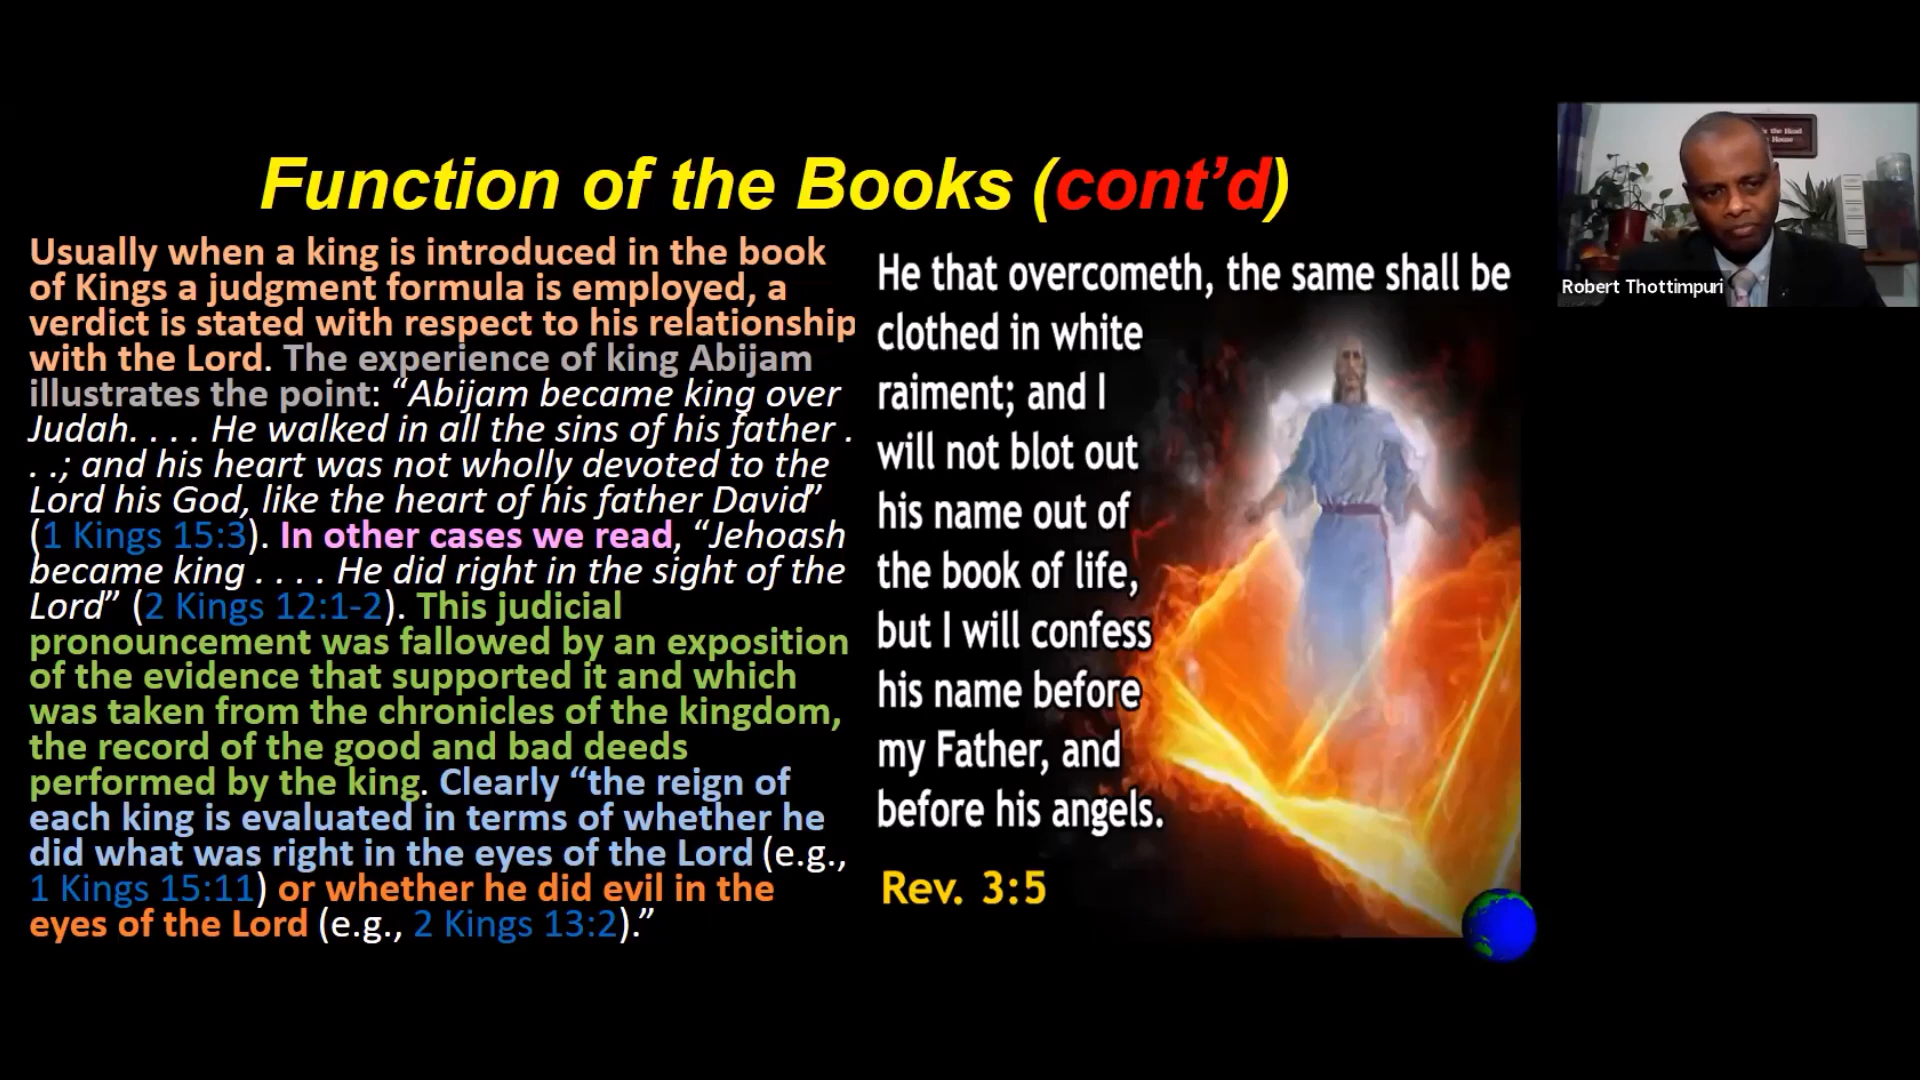 Function of the Books (cont’d)
Usually when a king is introduced in the book
of Kings a judgment formula is employed, a
verdict is stated with respect to his relationship
with the Lord. The experience of king Abijam
illustrates the point: “Abijam became king over
Judah. . . . He walked in all the sins of his father .
. .; and his heart was not wholly devoted to the
Lord his God, like the heart of his father David”
(1 Kings 15:3). In other cases we read, “Jehoash
became king . . . . He did right in the sight of the
Lord” (2 Kings 12:1-2). This judicial
pronouncement was fallowed by an exposition
of the evidence that supported it and which
was taken from the chronicles of the kingdom,
the record of the good and bad deeds
performed by the king. Clearly “the reign of
each king is evaluated in terms of whether he
did what was right in the eyes of the Lord (e.g.,
1 Kings 15:11) or whether he did evil in the
eyes of the Lord (e.g., 2 Kings 13:2).”
He that overcometh, the same shall be
clothed in white
raiment; and I
will not blot out
his name out of
the book of life,
but I will confess
his name before
my Father, and
before his angels.
Rev. 3:5
the Head
House
Robert Thottimpuri